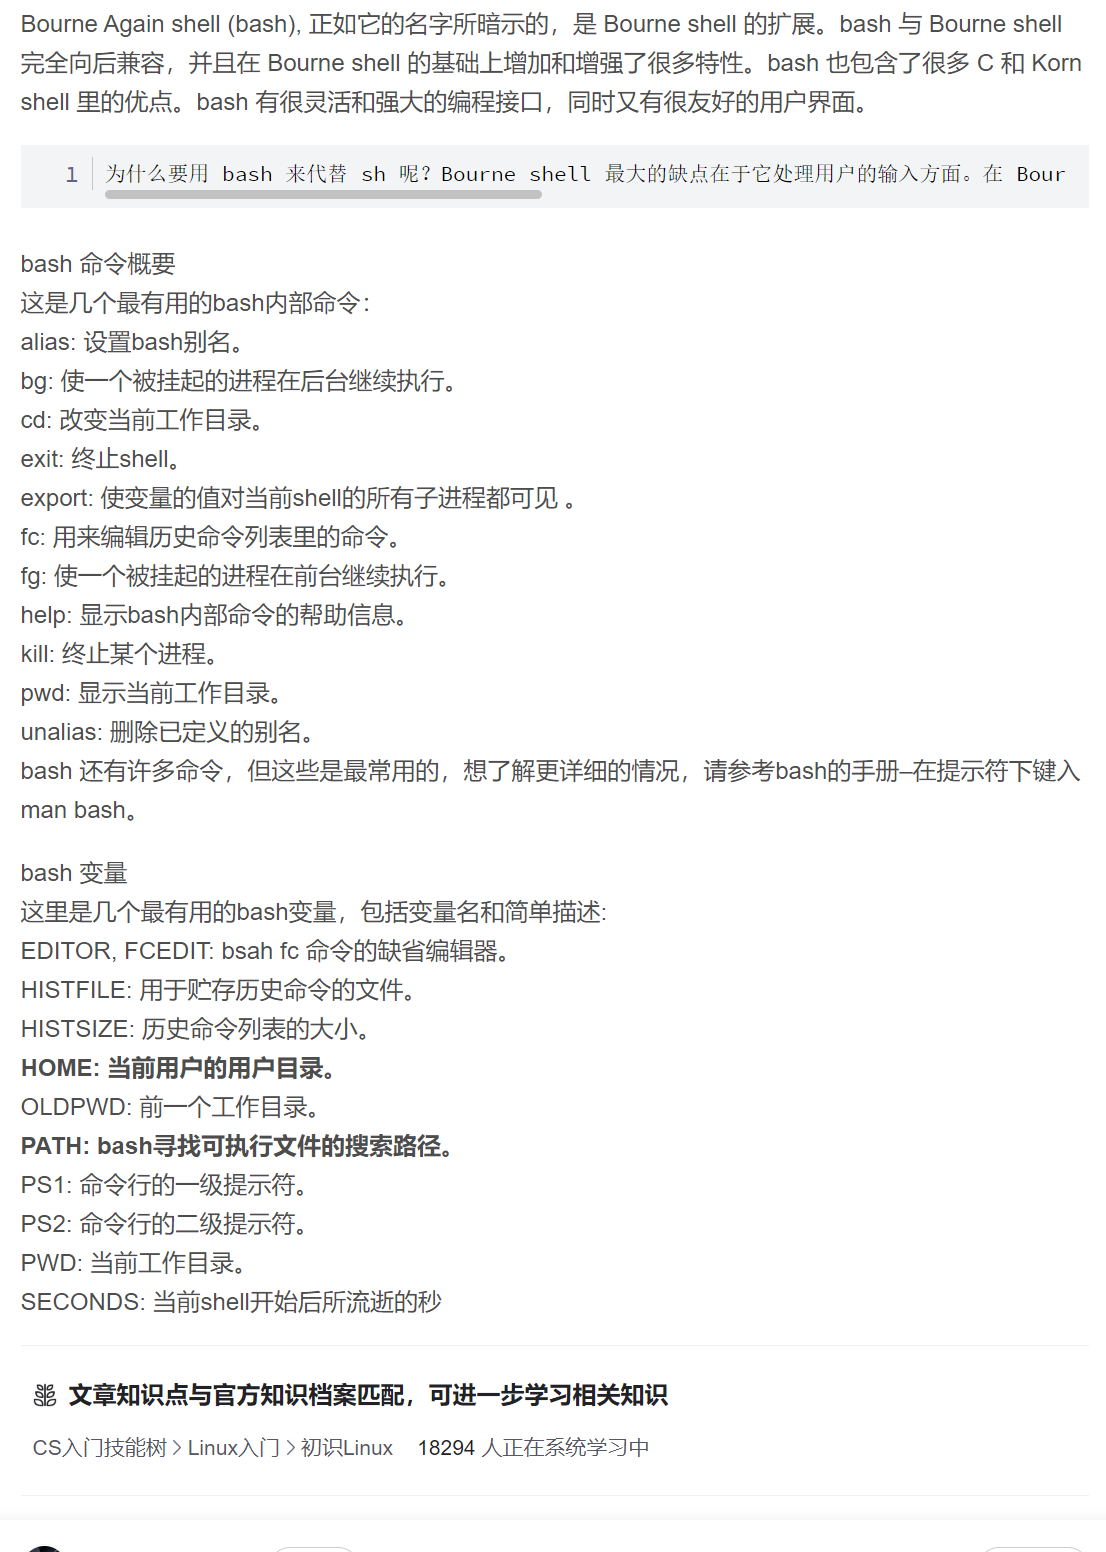 Bourne Again shell (bash), 正如它的名字所暗示的，是 Bourne shell 的扩展。bash 与 Bourne shell
完全向后兼容，并且在 Bourne shell 的基础上增加和增强了很多特性。bash 也包含了很多 C 和 Korn
shell 里的优点。bash 有很灵活和强大的编程接口，同时又有很友好的用户界面。
1 为什么要用 bash 来代替 sh 呢？Bourne shell 最大的缺点在于它处理用户的输入方面。在 Bour
bash 命令概要
这是几个最有用的bash内部命令：
alias: 设置bash别名。
bg: 使一个被挂起的进程在后台继续执行。
cd: 改变当前工作目录。
exit: 终止shell。
export: 使变量的值对当前shell的所有子进程都可见 。
fc: 用来编辑历史命令列表里的命令。
fg: 使一个被挂起的进程在前台继续执行。
help: 显示bash内部命令的帮助信息。
kill: 终止某个进程。
pwd: 显示当前工作目录。
unalias: 删除已定义的别名。
bash 还有许多命令，但这些是最常用的，想了解更详细的情况，请参考bash的手册–在提示符下键入
man bash。
bash 变量
这里是几个最有用的bash变量，包括变量名和简单描述:
EDITOR, FCEDIT: bsah fc 命令的缺省编辑器。
HISTFILE: 用于贮存历史命令的文件。
HISTSIZE: 历史命令列表的大小。
HOME: 当前用户的用户目录。
OLDPWD: 前一个工作目录。
PATH: bash寻找可执行文件的搜索路径。
PS1: 命令行的一级提示符。
PS2: 命令行的二级提示符。
PWD: 当前工作目录。
SECONDS: 当前shell开始后所流逝的秒
文章知识点与官方知识档案匹配，可进一步学习相关知识
CS入门技能树 > Linux入门 > 初识Linux 18294 人正在系统学习中